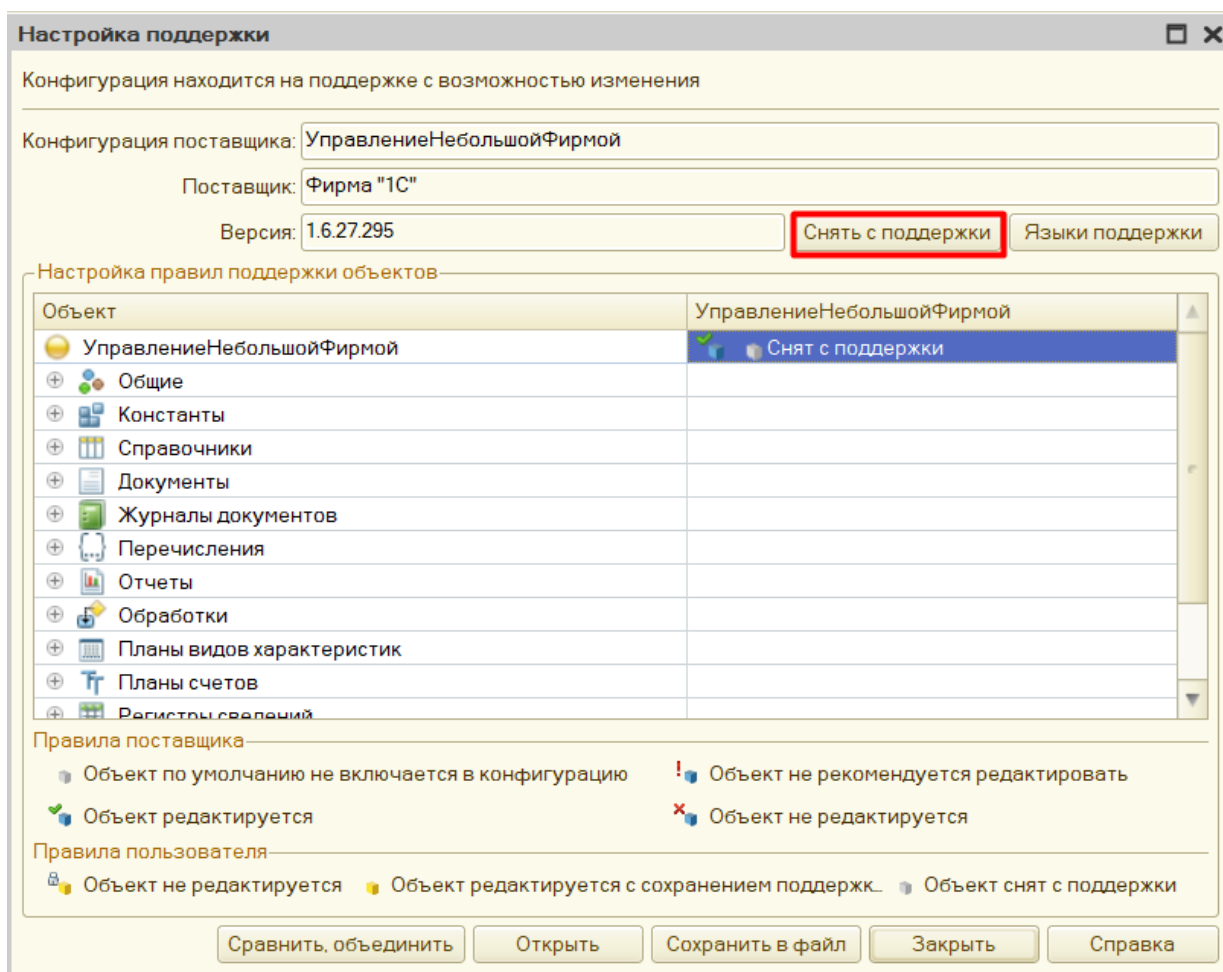 Настройка поддержки
Конфигурация находится на поддержке с возможностью изменения
Конфигурация поставщика: УправлениеНебольшойФирмой
Поставщик: Фирма "1С"
Версия: 1.6.27.295 Снять с поддержки Языки поддержки
Настройка правил поддержки объектов
Объект УправлениеНебольшойФирмой
УправлениеНебольшойФирмой Снят с поддержки
Общие
Константы
Справочники
Документы
Журналы документов
Перечисления
Отчеты
Обработки
Планы видов характеристик
Планы счетов
Регистры сведений
Правила поставщика
Объект по умолчанию не включается в конфигурацию Объект не рекомендуется редактировать
Объект редактируется Объект не редактируется
Правила пользователя
Объект не редактируется Объект редактируется с сохранением поддержк... Объект снят с поддержки
Сравнить, объединить Открыть Сохранить в файл Закрыть Справка